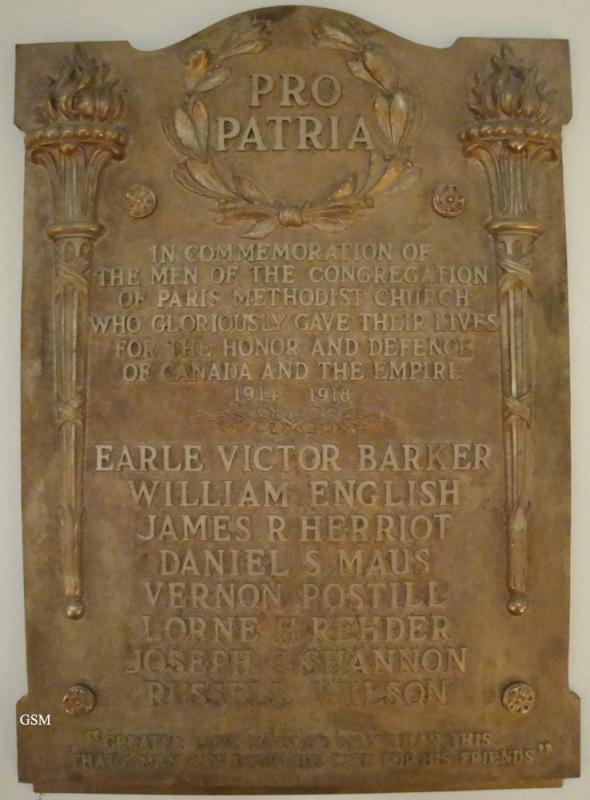 PRO
PATRIA
IN COMMEMORATION OF
THE MEN OF THE CONGREGATION
OF PARIS METHODIST CHURCH
WHO GLORIOUSLY GAVE THEIR LIVES
FOR THE HONOR AND DEFENCE
OF CANADA AND THE EMPIRE
1914 1918
EARLE VICTOR BARKER
WILLIAM ENGLISH
JAMES R HERRIOT
DANIEL S MAUS
VERNON POSTILL
LORNE H REHDER
JOSEPH C SHANNON
RUSSELL WILSON
GSM
"GREATER LOVE HATH NO MAN THAN THIS
THAT A MAN LAY DOWN HIS LIFE FOR HIS FRIENDS"